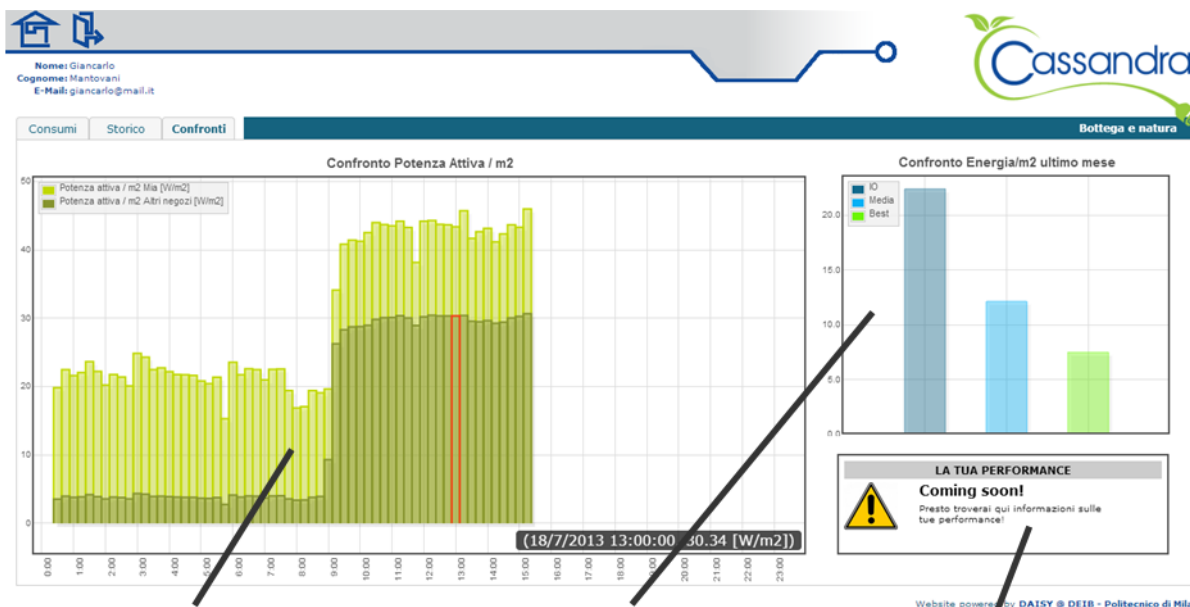 Nome: Giancarlo
Cognome: Mantovani
E-Mail: giancarlo@mail.it
Cassandra
Consumi
Storico
Confronti
Bottega e natura
Confronto Potenza Attiva / m2
50
40
30
20
10
0
Potenza attiva / m2 Mia [W/m2]
Potenza attiva / m2 Altri negozi [W/m2]
(18/7/2013 13:00:00, 30.34 [W/m2])
0:00
1:00
2:00
3:00
4:00
5:00
6:00
7:00
8:00
9:00
10:00
11:00
12:00
13:00
14:00
15:00
16:00
17:00
18:00
19:00
20:00
21:00
22:00
23:00
Confronto Energia/m2 ultimo mese
IO
Media
Best
20.0
15.0
10.0
5.0
0.0
LA TUA PERFORMANCE
Coming soon!
Presto troverai qui informazioni sulle
tue performance!
Website powered by DAISY @ DEIB - Politecnico di Mila